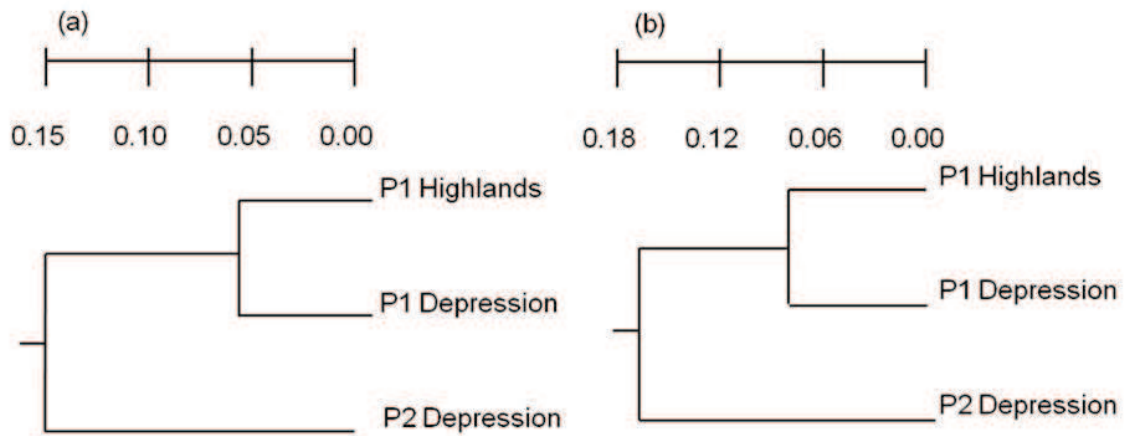 (a)
0.15 0.10 0.05 0.00
P1 Highlands
P1 Depression
P2 Depression
(b)
0.18 0.12 0.06 0.00
P1 Highlands
P1 Depression
P2 Depression